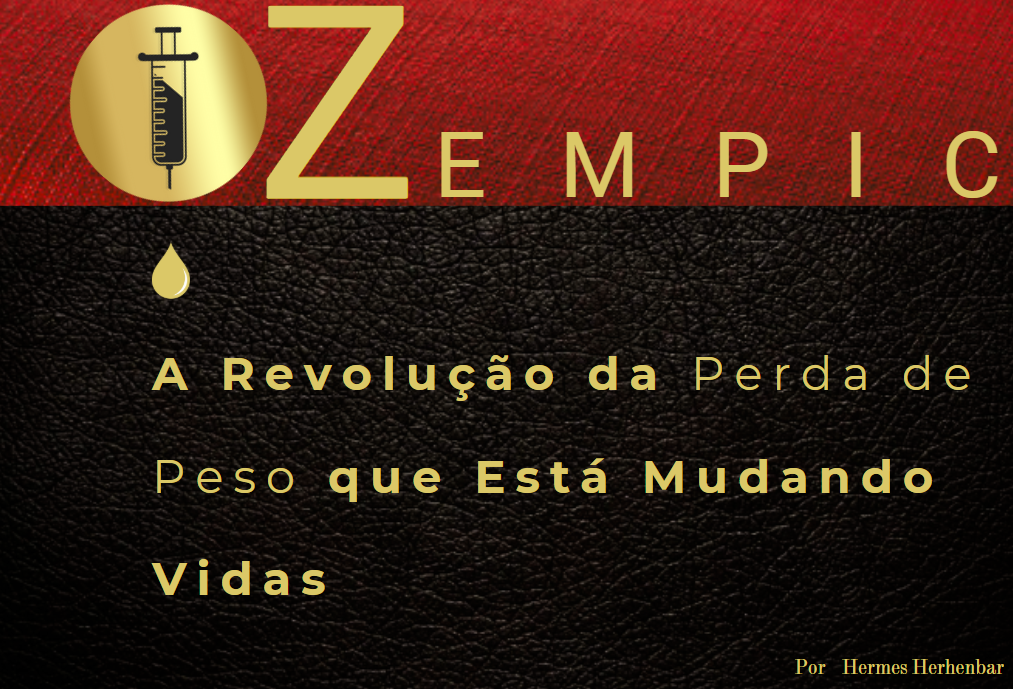 OZEMPIC
A Revolução da Perda de
Peso que Está Mudando
Vidas
Por Hermes Herhenbar